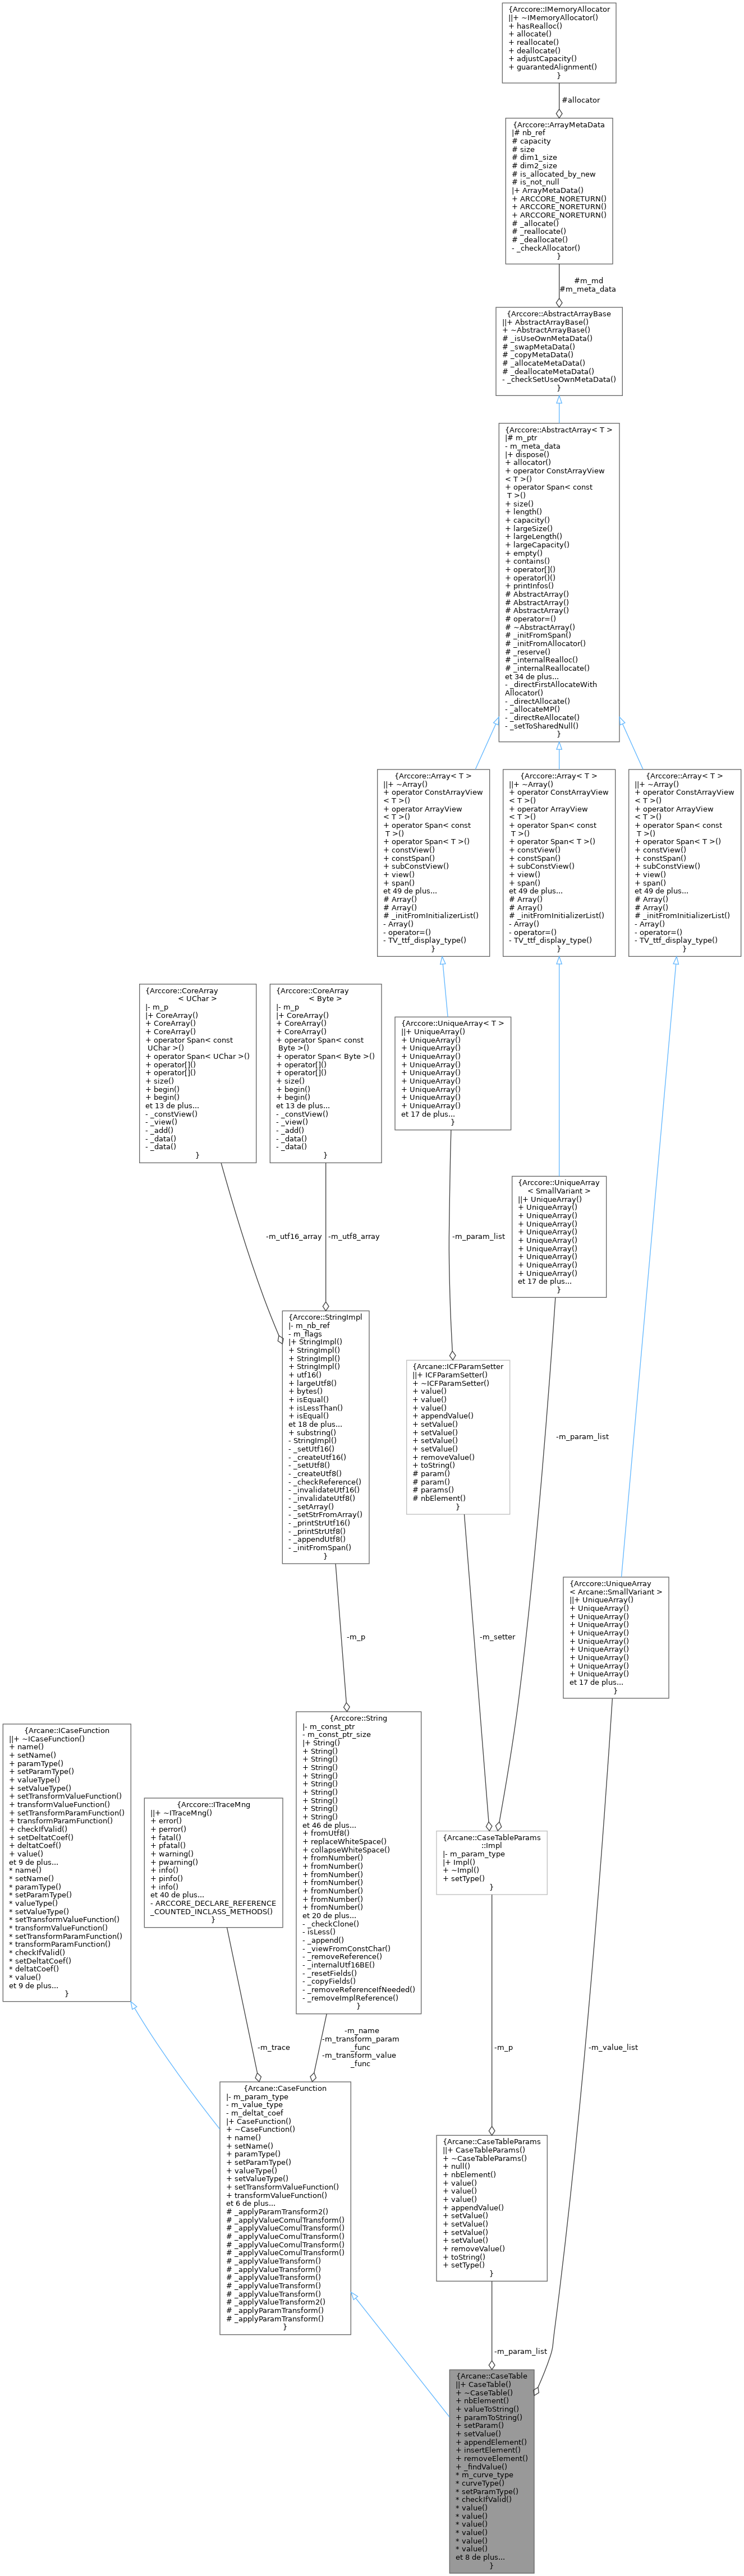 {Arccore::IMemoryAllocator
||+ ~IMemoryAllocator()
+ hasRealloc()
+ allocate()
+ reallocate()
+ deallocate()
+ adjustCapacity()
+ guarantedAlignment()
}
#allocator
{Arccore::ArrayMetaData
|# nb_ref
# capacity
# size
# dim1_size
# dim2_size
# is_allocated_by_new
# is_not_null
|+ ArrayMetaData()
+ ARCCORE_NORETURN()
+ ARCCORE_NORETURN()
+ ARCCORE_NORETURN()
# _allocate()
# _reallocate()
# _deallocate()
- _checkAllocator()
}
#m_md
#m_meta_data
{Arccore::AbstractArrayBase
||+ AbstractArrayBase()
+ ~AbstractArrayBase()
# _isUseOwnMetaData()
# _swapMetaData()
# _copyMetaData()
# _allocateMetaData()
# _deallocateMetaData()
- _checkSetUseOwnMetaData()
}
{Arccore::AbstractArray< T >
|# m_ptr
- m_meta_data
|+ dispose()
+ allocator()
+ operator ConstArrayView
< T >()
+ operator Span< const
 T >()
+ size()
+ length()
+ capacity()
+ largeSize()
+ largeLength()
+ largeCapacity()
+ empty()
+ contains()
+ operator[]()
+ operator()()
+ printInfos()
# AbstractArray()
# AbstractArray()
# AbstractArray()
# operator=()
# ~AbstractArray()
# _initFromSpan()
# _initFromAllocator()
# _reserve()
# _internalRealloc()
# _internalReallocate()
et 34 de plus...
- _directFirstAllocateWith
Allocator()
- _directAllocate()
- _allocateMP()
- _directReAllocate()
- _setToSharedNull()
}
{Arccore::Array< T >
||+ ~Array()
+ operator ConstArrayView
< T >()
+ operator ArrayView
< T >()
+ operator Span< const
 T >()
+ operator Span< T >()
+ constView()
+ constSpan()
+ subConstView()
+ view()
+ span()
et 49 de plus...
# Array()
# Array()
# _initFromInitializerList()
- Array()
- operator=()
- TV_ttf_display_type()
}
{Arccore::Array< T >
||+ ~Array()
+ operator ConstArrayView
< T >()
+ operator ArrayView
< T >()
+ operator Span< const
 T >()
+ operator Span< T >()
+ constView()
+ constSpan()
+ subConstView()
+ view()
+ span()
et 49 de plus...
# Array()
# Array()
# _initFromInitializerList()
- Array()
- operator=()
- TV_ttf_display_type()
}
{Arccore::Array< T >
||+ ~Array()
+ operator ConstArrayView
< T >()
+ operator ArrayView
< T >()
+ operator Span< const
 T >()
+ operator Span< T >()
+ constView()
+ constSpan()
+ subConstView()
+ view()
+ span()
et 49 de plus...
# Array()
# Array()
# _initFromInitializerList()
- Array()
- operator=()
- TV_ttf_display_type()
}
{Arccore::CoreArray
< UChar >
|- m_p
|+ CoreArray()
+ CoreArray()
+ CoreArray()
+ operator Span< const
 UChar >()
+ operator Span< UChar >()
+ operator[]()
+ operator[]()
+ size()
+ begin()
+ begin()
et 13 de plus...
- _constView()
- _view()
- _add()
- _data()
- _data()
}
{Arccore::CoreArray
< Byte >
|- m_p
|+ CoreArray()
+ CoreArray()
+ CoreArray()
+ operator Span< const
 Byte >()
+ operator Span< Byte >()
+ operator[]()
+ operator[]()
+ size()
+ begin()
+ begin()
et 13 de plus...
- _constView()
- _view()
- _add()
- _data()
- _data()
}
{Arccore::UniqueArray< T >
||+ UniqueArray()
+ UniqueArray()
+ UniqueArray()
+ UniqueArray()
+ UniqueArray()
+ UniqueArray()
+ UniqueArray()
+ UniqueArray()
+ UniqueArray()
+ UniqueArray()
et 17 de plus...
}
{Arccore::UniqueArray
< SmallVariant >
||+ UniqueArray()
+ UniqueArray()
+ UniqueArray()
+ UniqueArray()
+ UniqueArray()
+ UniqueArray()
+ UniqueArray()
+ UniqueArray()
+ UniqueArray()
+ UniqueArray()
et 17 de plus...
}
-m_utf16_array
-m_utf8_array
-m_param_list
{Arccore::StringImpl
|- m_nb_ref
- m_flags
|+ StringImpl()
+ StringImpl()
+ StringImpl()
+ StringImpl()
+ utf16()
+ largeUtf8()
+ bytes()
+ isEqual()
+ isLessThan()
+ isEqual()
et 18 de plus...
+ substring()
- StringImpl()
- _setUtf16()
- _createUtf16()
- _setUtf8()
- _createUtf8()
- _checkReference()
- _invalidateUtf16()
- _invalidateUtf8()
- _setArray()
- _setStrFromArray()
- _printStrUtf16()
- _printStrUtf8()
- _appendUtf8()
- _initFromSpan()
}
{Arcane::ICFParamSetter
||+ ICFParamSetter()
+ ~ICFParamSetter()
+ value()
+ value()
+ value()
+ appendValue()
+ setValue()
+ setValue()
+ setValue()
+ setValue()
+ removeValue()
+ toString()
# param()
# param()
# params()
# nbElement()
}
-m_param_list
{Arccore::UniqueArray
< Arcane::SmallVariant >
||+ UniqueArray()
+ UniqueArray()
+ UniqueArray()
+ UniqueArray()
+ UniqueArray()
+ UniqueArray()
+ UniqueArray()
+ UniqueArray()
+ UniqueArray()
+ UniqueArray()
et 17 de plus...
}
-m_p
-m_setter
{Arcane::ICaseFunction
||+ ~ICaseFunction()
+ name()
+ setName()
+ paramType()
+ setParamType()
+ valueType()
+ setValueType()
+ setTransformValueFunction()
+ transformValueFunction()
+ setTransformParamFunction()
+ transformParamFunction()
+ checkIfValid()
+ setDeltatCoef()
+ deltatCoef()
+ value()
et 9 de plus...
* name()
* setName()
* paramType()
* setParamType()
* valueType()
* setValueType()
* setTransformValueFunction()
* transformValueFunction()
* setTransformParamFunction()
* transformParamFunction()
* checkIfValid()
* setDeltatCoef()
* deltatCoef()
* value()
et 9 de plus...
}
{Arccore::ITraceMng
||+ ~ITraceMng()
+ error()
+ perror()
+ fatal()
+ pfatal()
+ warning()
+ pwarning()
+ info()
+ pinfo()
+ info()
et 40 de plus...
- ARCCORE_DECLARE_REFERENCE
_COUNTED_INCLASS_METHODS()
}
{Arccore::String
|- m_const_ptr
- m_const_ptr_size
|+ String()
+ String()
+ String()
+ String()
+ String()
+ String()
+ String()
+ String()
+ String()
+ String()
et 46 de plus...
+ fromUtf8()
+ replaceWhiteSpace()
+ collapseWhiteSpace()
+ fromNumber()
+ fromNumber()
+ fromNumber()
+ fromNumber()
+ fromNumber()
+ fromNumber()
+ fromNumber()
et 20 de plus...
- _checkClone()
- isLess()
- _append()
- _viewFromConstChar()
- _removeReference()
- _internalUtf16BE()
- _resetFields()
- _copyFields()
- _removeReferenceIfNeeded()
- _removeImplReference()
}
{Arcane::CaseTableParams
::Impl
|- m_param_type
|+ Impl()
+ ~Impl()
+ setType()
}
-m_trace
-m_name
-m_transform_param
_func
-m_transform_value
_func
-m_p
-m_value_list
{Arcane::CaseFunction
|- m_param_type
- m_value_type
- m_deltat_coef
|+ CaseFunction()
+ ~CaseFunction()
+ name()
+ setName()
+ paramType()
+ setParamType()
+ valueType()
+ setValueType()
+ setTransformValueFunction()
+ transformValueFunction()
et 6 de plus...
# _applyParamTransform2()
# _applyValueComulTransform()
# _applyValueComulTransform()
# _applyValueComulTransform()
# _applyValueComulTransform()
# _applyValueComulTransform()
# _applyValueTransform()
# _applyValueTransform()
# _applyValueTransform()
# _applyValueTransform()
# _applyValueTransform()
# _applyValueTransform2()
# _applyParamTransform()
# _applyParamTransform()
}
{Arcane::CaseTableParams
||+ CaseTableParams()
+ ~CaseTableParams()
+ null()
+ nbElement()
+ value()
+ value()
+ value()
+ appendValue()
+ setValue()
+ setValue()
+ setValue()
+ setValue()
+ removeValue()
+ toString()
+ setType()
}
-m_param_list
{Arcane::CaseTable
||+ CaseTable()
+ ~CaseTable()
+ nbElement()
+ valueToString()
+ paramToString()
+ setParam()
+ setValue()
+ appendElement()
+ insertElement()
+ removeElement()
+ _findValue()
* m_curve_type
* curveType()
* setParamType()
* checkIfValid()
* value()
* value()
* value()
* value()
* value()
* value()
et 8 de plus...
}